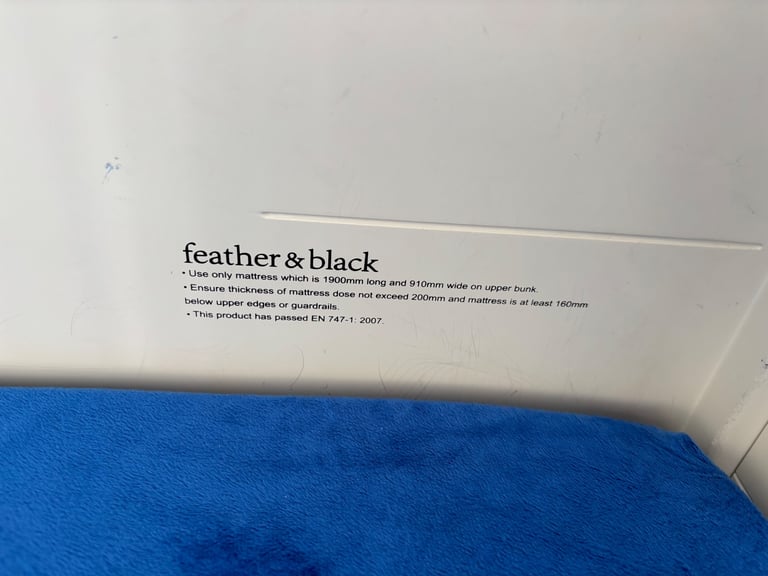 feather & black
• Use only mattress which is 1900mm long and 910mm wide on upper bunk.
• Ensure thickness of mattress dose not exceed 200mm and mattress is at least 160mm
below upper edges or guardrails.
• This product has passed EN 747-1: 2007.